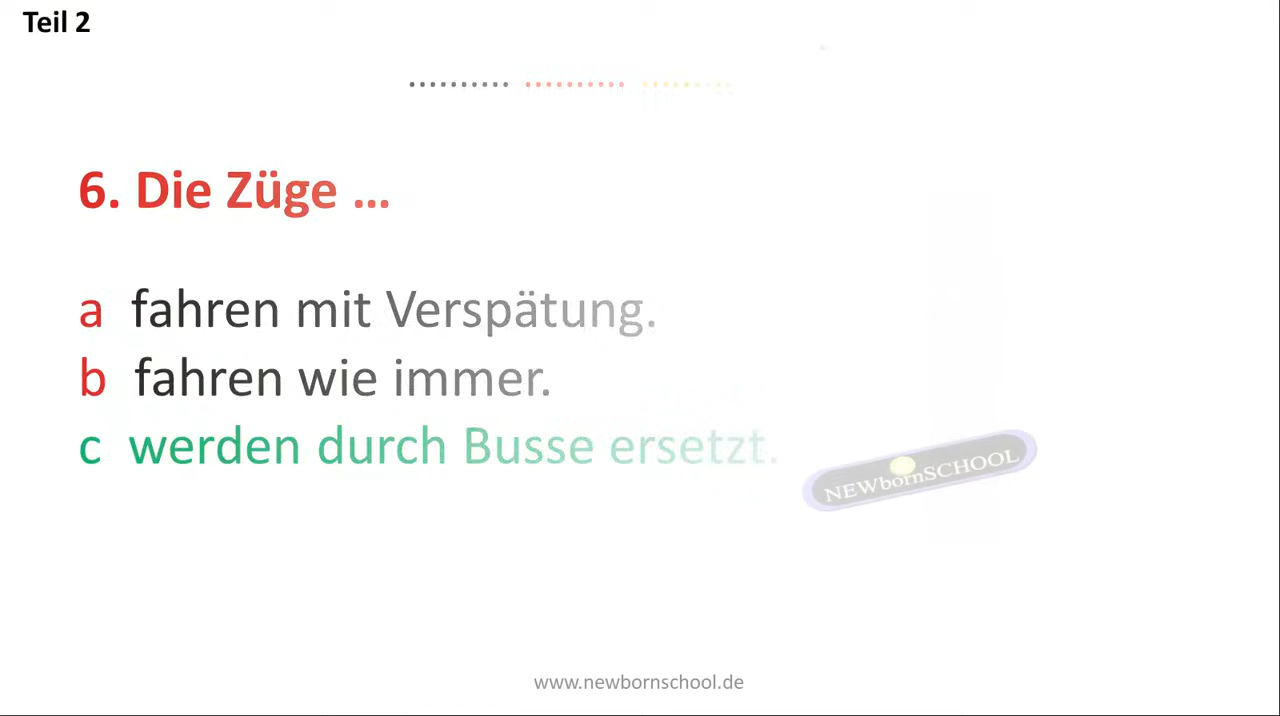 Teil 2
.......... .......... .........
6. Die Züge ...
a fahren mit Verspätung.
b fahren wie immer.
c werden durch Busse ersetzt.
NEWbornSCHOOL
www.newbornschool.de